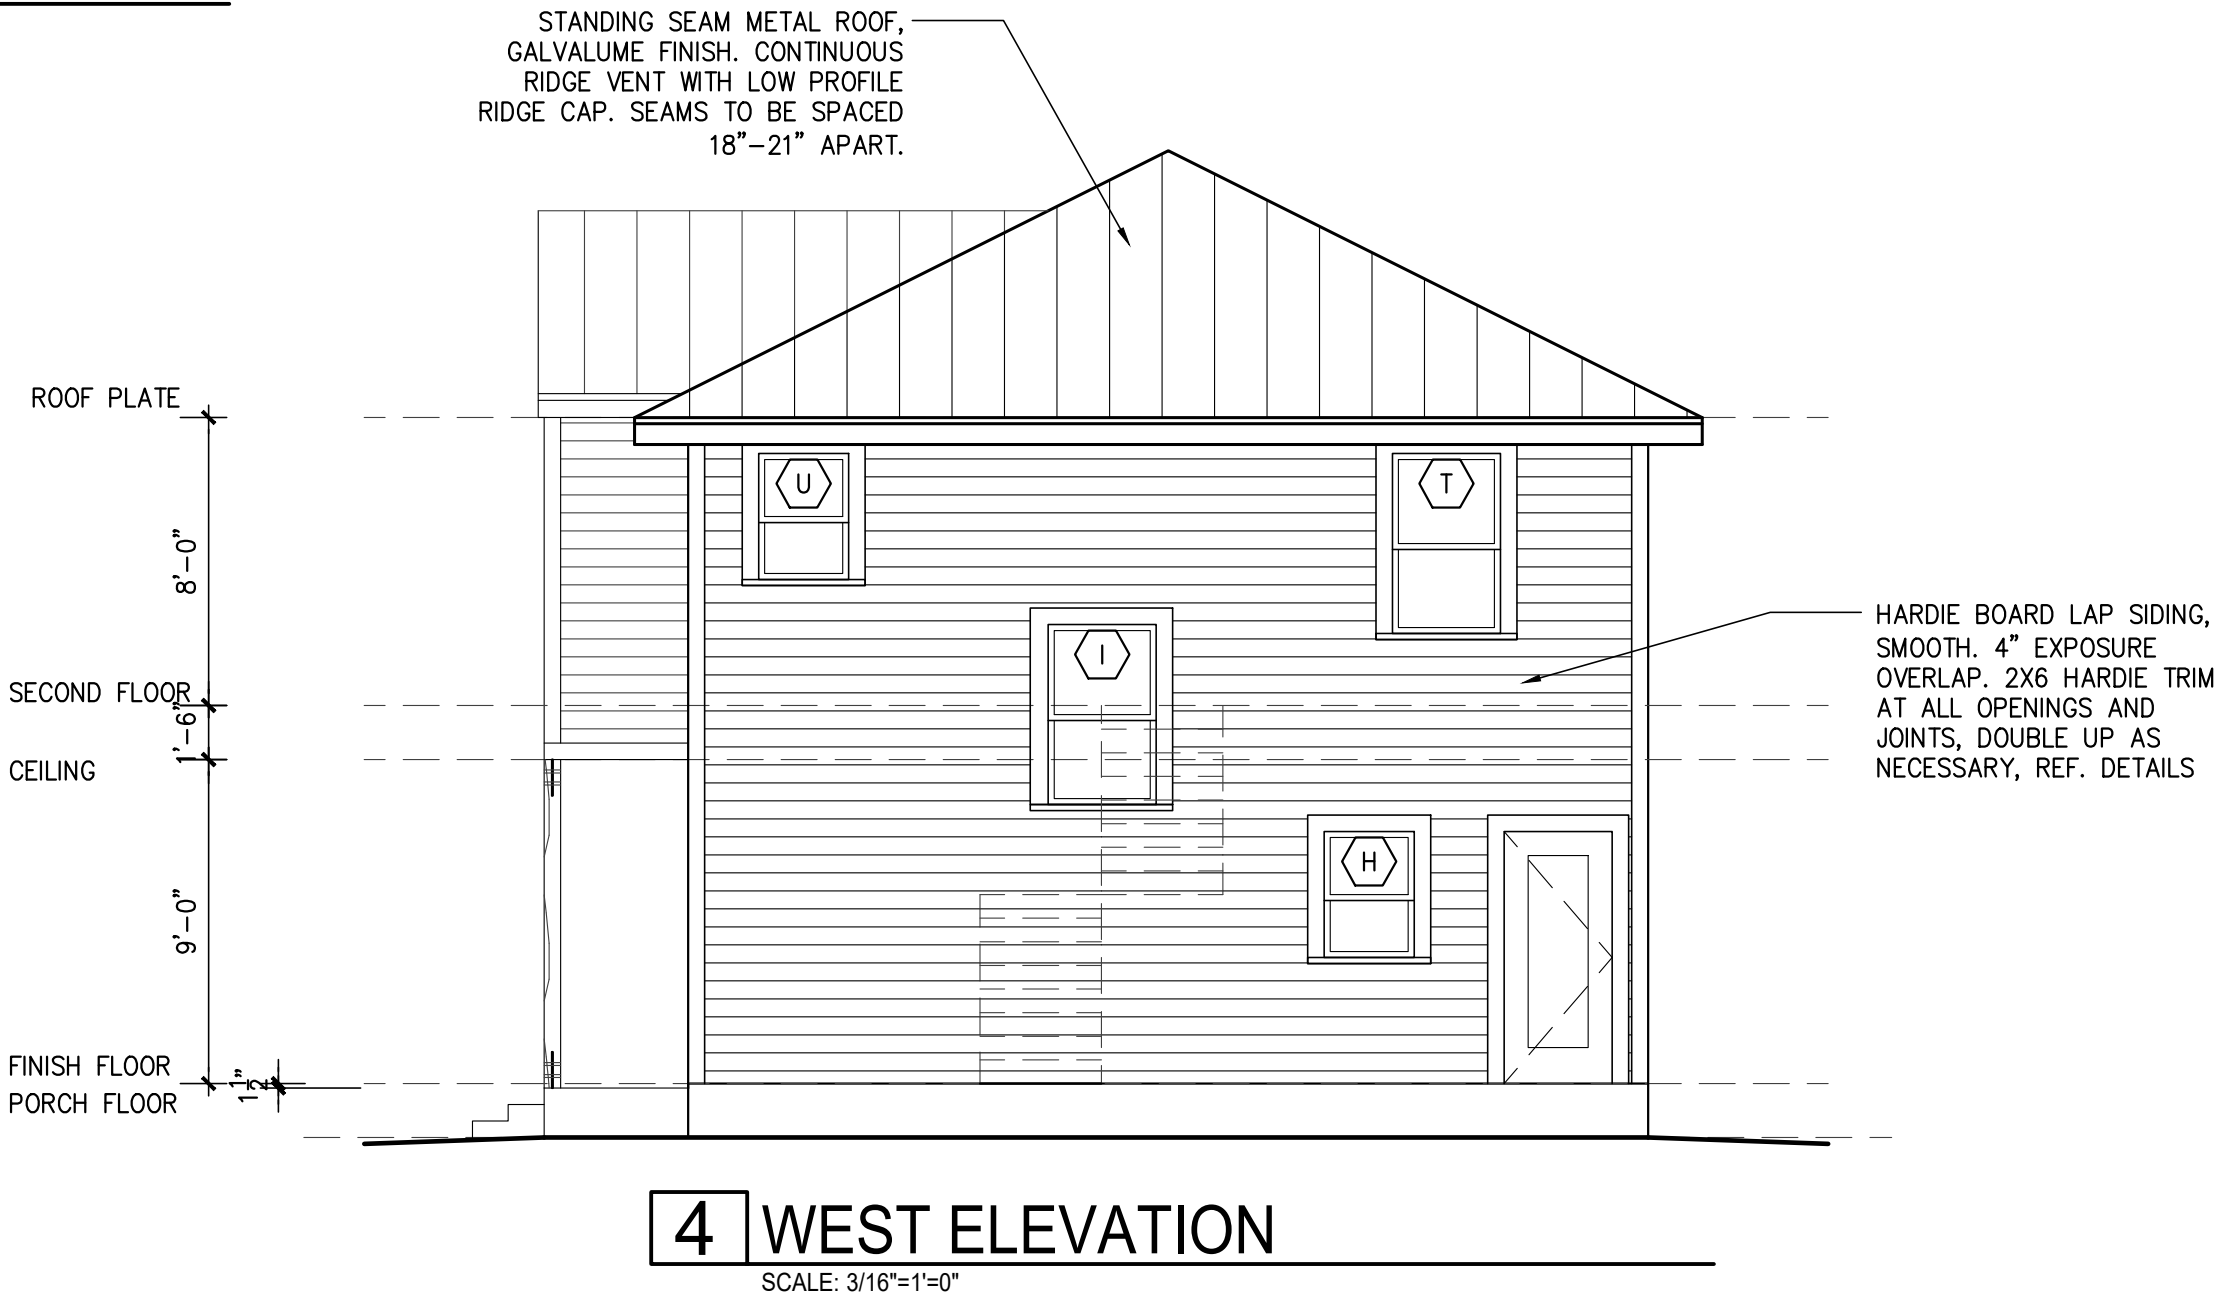 STANDING SEAM METAL ROOF,
GALVALUME FINISH. CONTINUOUS
RIDGE VENT WITH LOW PROFILE
RIDGE CAP. SEAMS TO BE SPACED
18"-21" APART.
ROOF PLATE
U
T
8'-0"
HARDIE BOARD LAP SIDING,
SMOOTH. 4" EXPOSURE
OVERLAP. 2X6 HARDIE TRIM
AT ALL OPENINGS AND
JOINTS, DOUBLE UP AS
NECESSARY, REF. DETAILS
I
SECOND FLOOR
1'-6"
CEILING
H
9'-0"
FINISH FLOOR
1 1/2"
PORCH FLOOR
4 WEST ELEVATION
SCALE: 3/16"=1'=0"